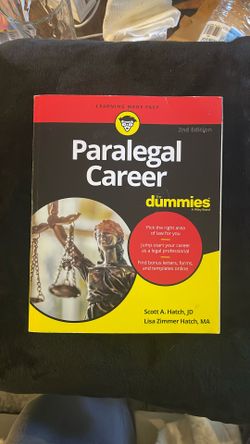 LEARNING MADE EASY
2nd Edition
Paralegal
Career
for
dummies
A Wiley Brand
Pick the right area
of law for you
Jump start your career
as a legal professional
Find bonus letters, forms,
and templates online
Scott A. Hatch, JD
Lisa Zimmer Hatch, MA